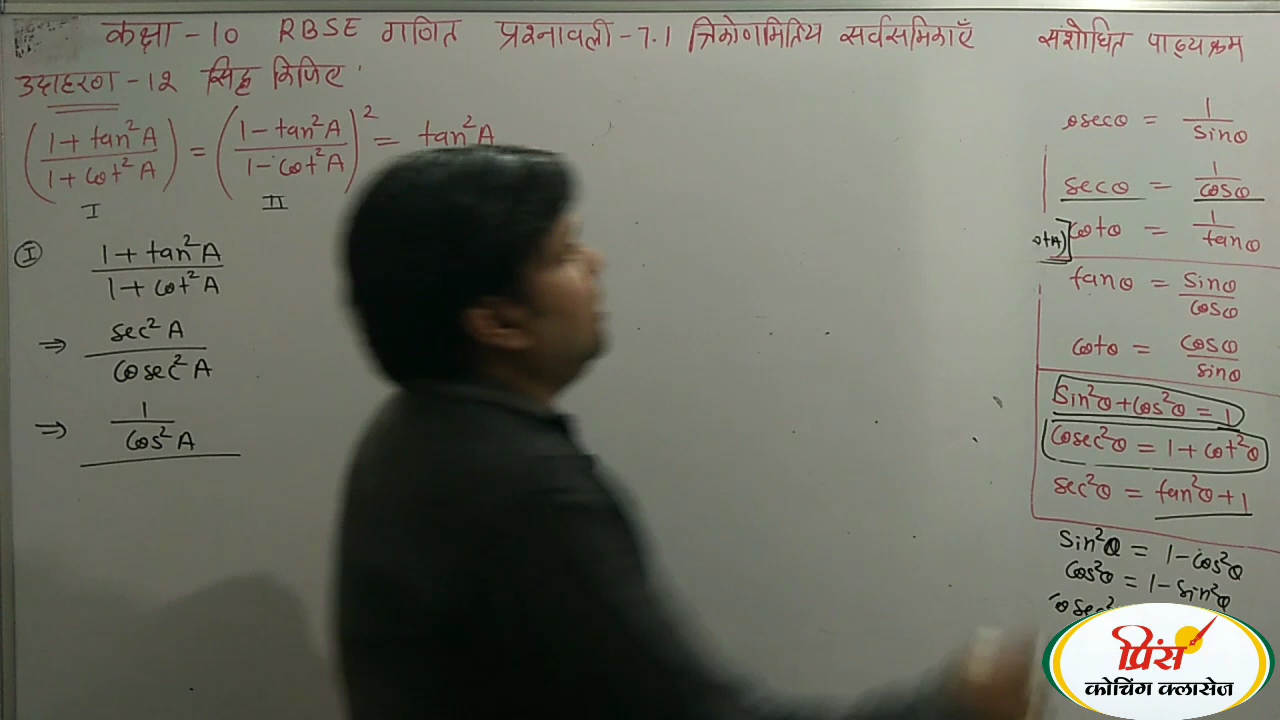 कक्षा - 10 RBSE गणित प्रश्नावली - 7.1 त्रिकोणमितिय सर्वसमिकाएँ संशोधित पाठ्यक्रम
उदाहरण - 12 सिद्ध किजिए
(1 + tan²A / 1 + cot²A) = (1 - tan²A / 1 - cot²A)² = tan²A
I II
I 1 + tan²A / 1 + cot²A
⇒ sec²A / cosec²A
⇒ 1 / cos²A
osecθ = 1 / sinθ
secθ = 1 / cosθ
otA) cotθ = 1 / tanθ
tanθ = sinθ / cosθ
cotθ = cosθ / sinθ
sin²θ + cos²θ = 1
cosec²θ = 1 + cot²θ
sec²θ = tan²θ + 1
sin²θ = 1 - cos²θ
cos²θ = 1 - sin²θ
प्रिंस
कोचिंग क्लासेज